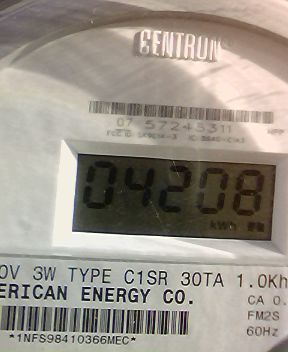 CENTRON
07 57245311
04208
kWh
0V 3W TYPE C1SR 30TA 1.0Kh
ERICAN ENERGY CO.
CA 0.
FM2S
60Hz
*1NFS98410366MEC*